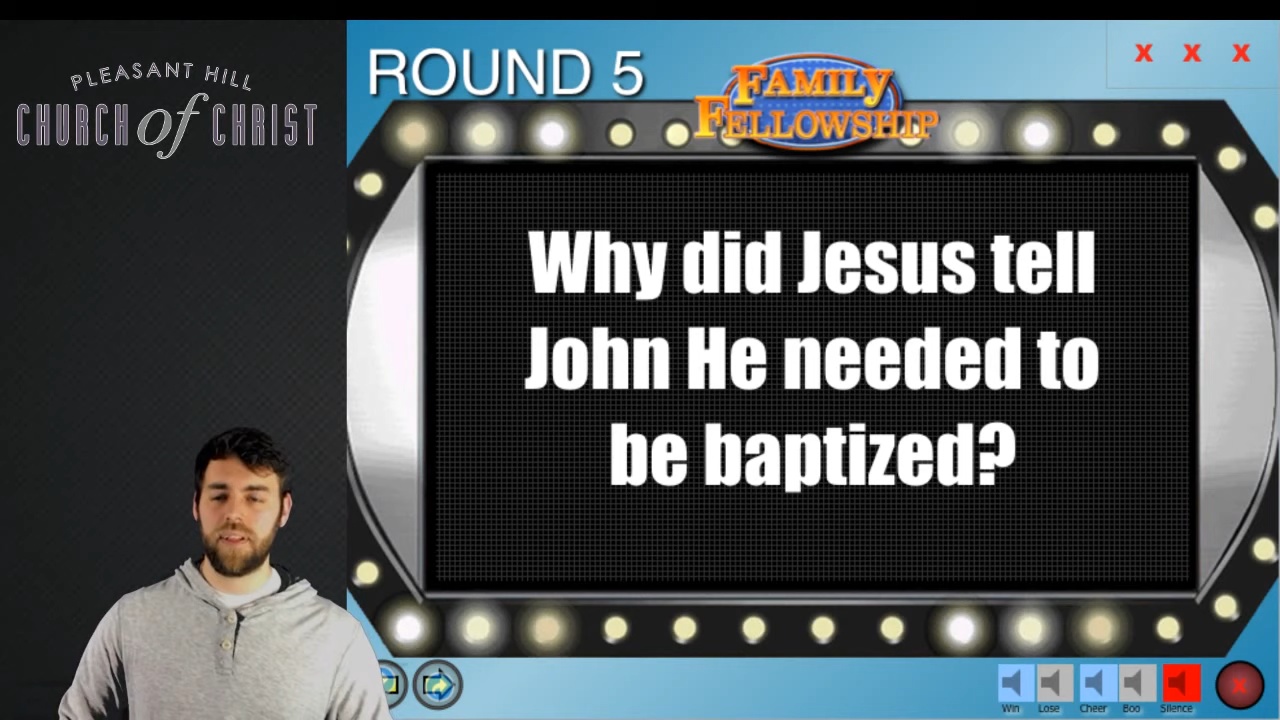 PLEASANT HILL
CHURCH of CHRIST
ROUND 5
FAMILY
FELLOWSHIP
X X X
Why did Jesus tell
John He needed to
be baptized?
Win Lose Cheer Boo Silence
X